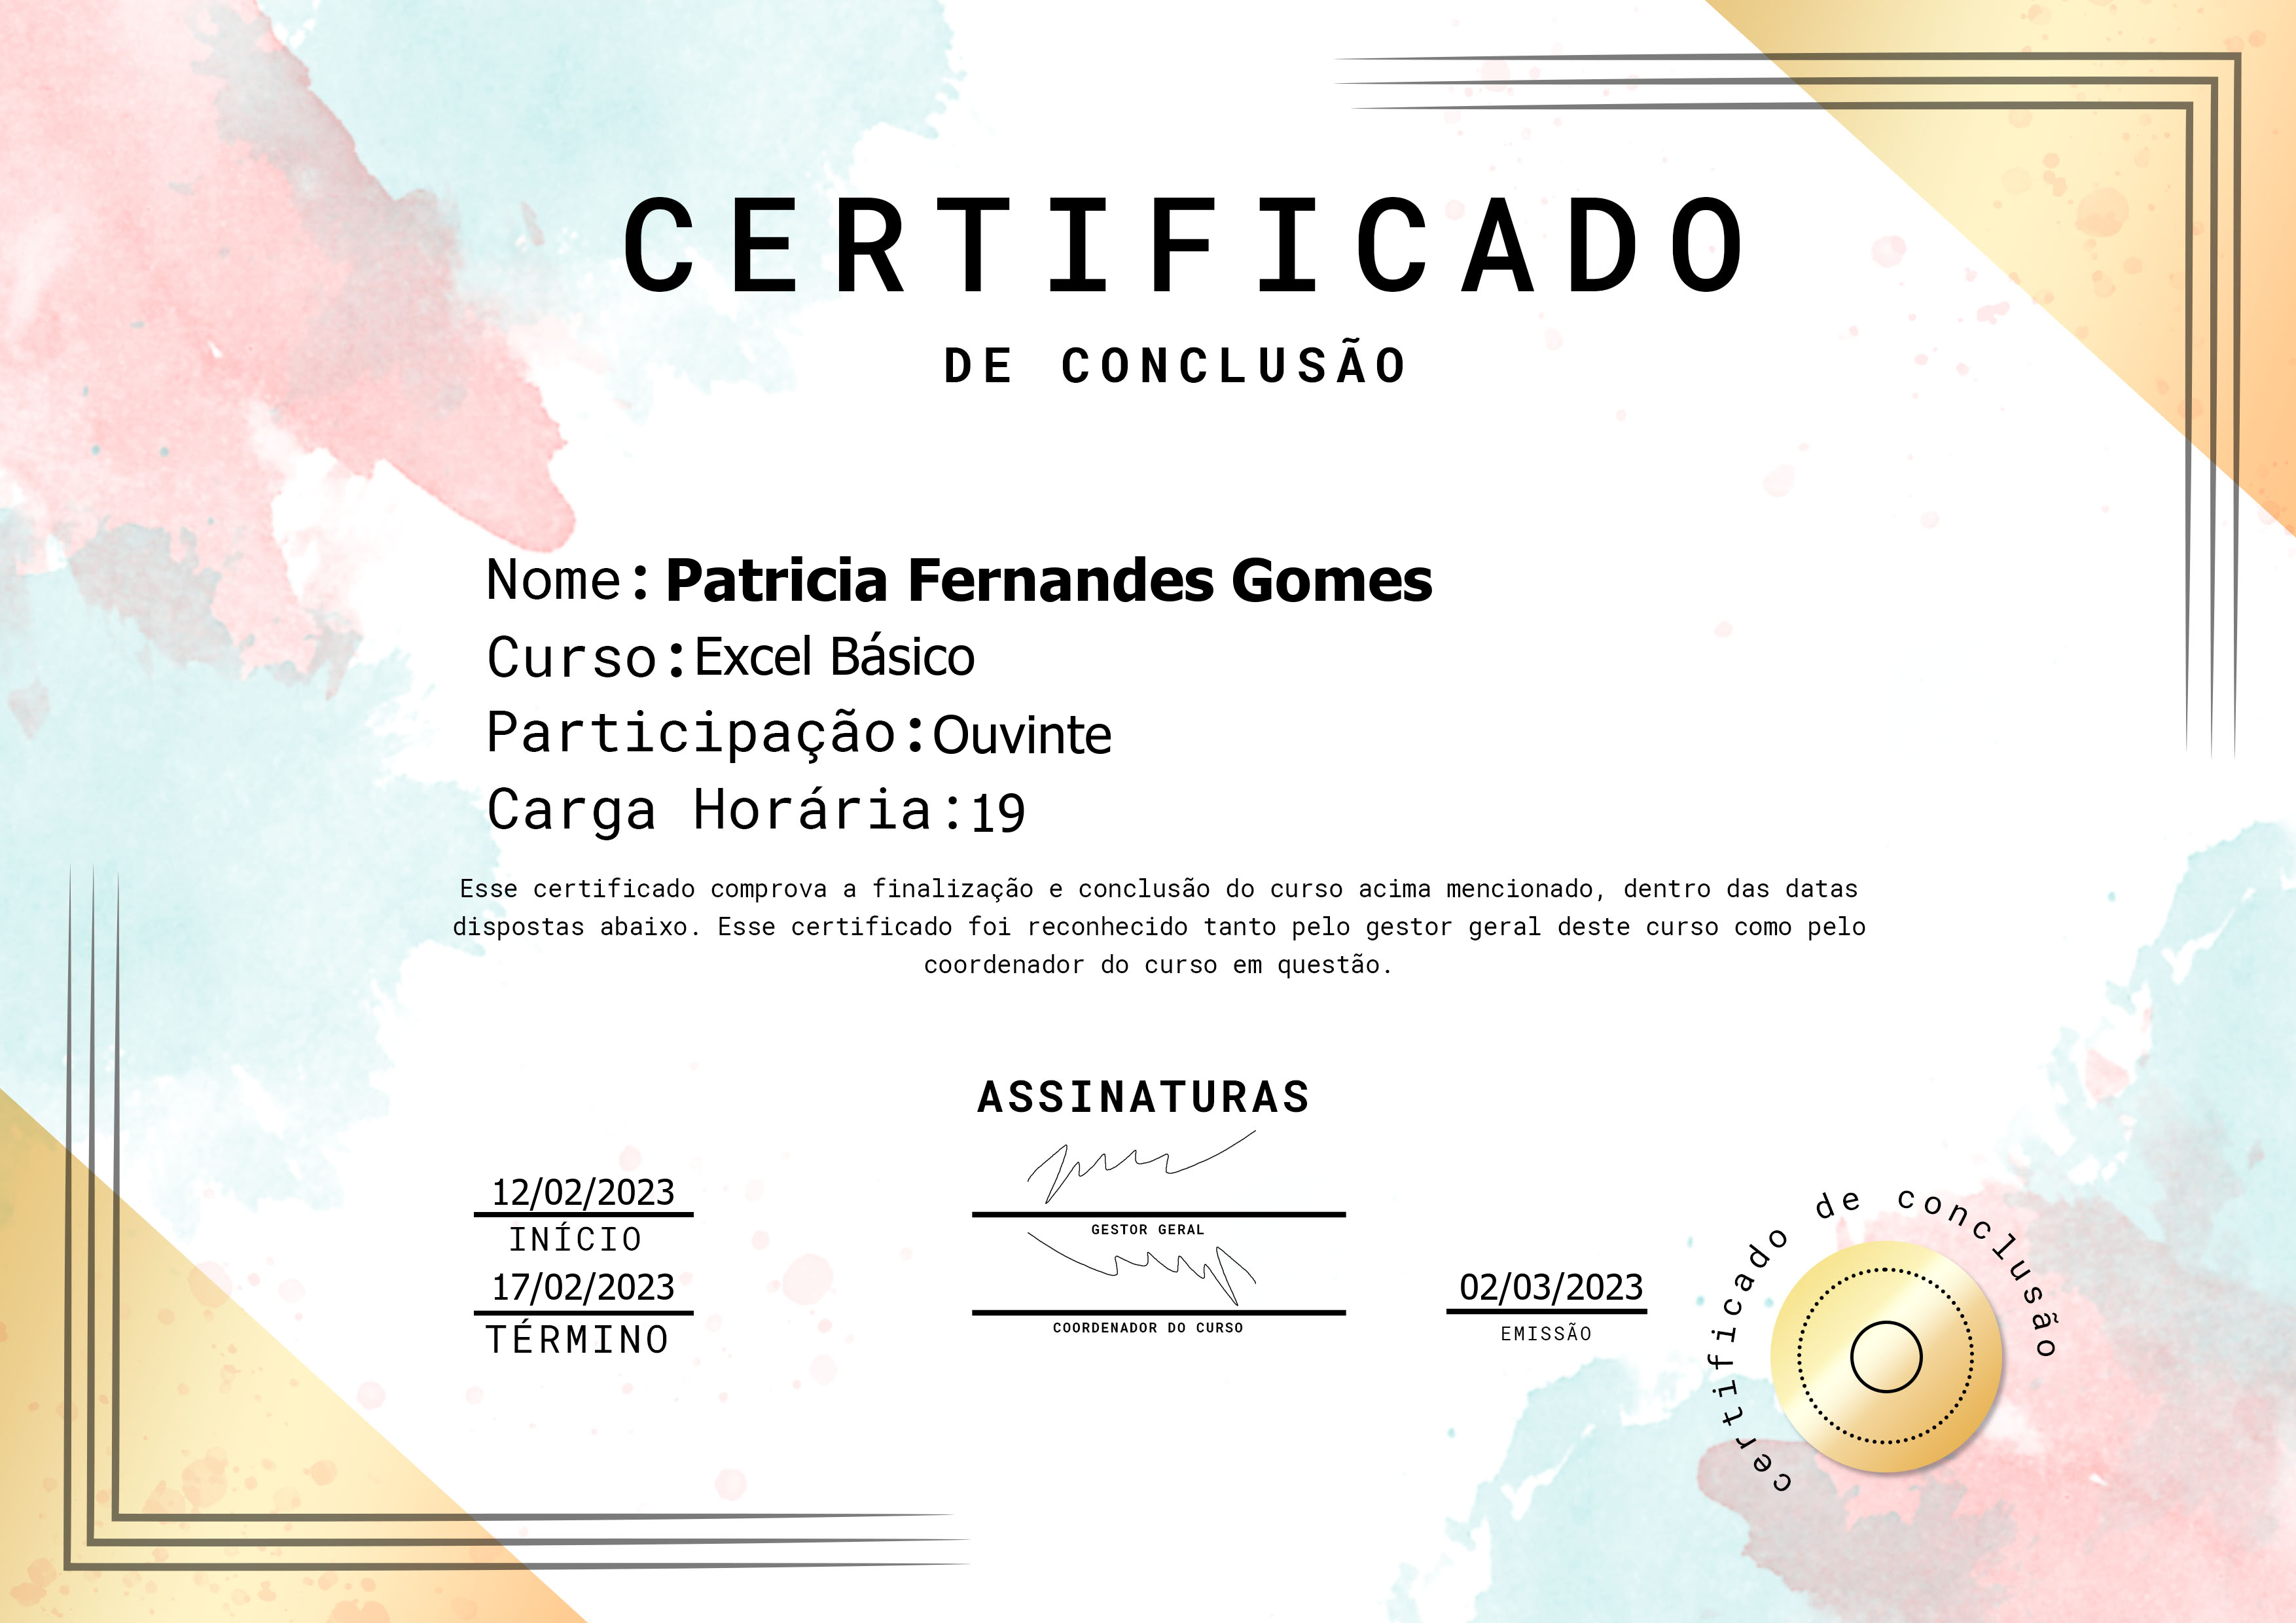 CERTIFICADO
DE CONCLUSÃO
Nome: Patricia Fernandes Gomes
Curso: Excel Básico
Participação: Ouvinte
Carga Horária: 19
Esse certificado comprova a finalização e conclusão do curso acima mencionado, dentro das datas
dispostas abaixo. Esse certificado foi reconhecido tanto pelo gestor geral deste curso como pelo
coordenador do curso em questão.
ASSINATURAS
12/02/2023
INÍCIO
17/02/2023
TÉRMINO
GESTOR GERAL
COORDENADOR DO CURSO
02/03/2023
EMISSÃO
certificado de conclusão